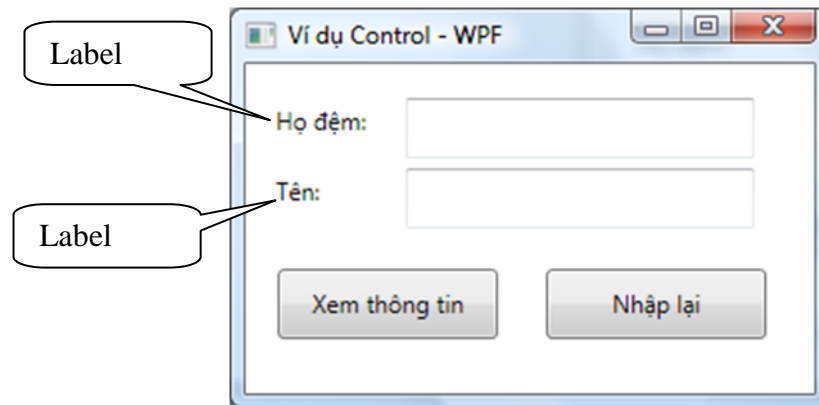 Ví dụ Control - WPF
Label
Họ đệm:
Tên:
Label
Xem thông tin
Nhập lại